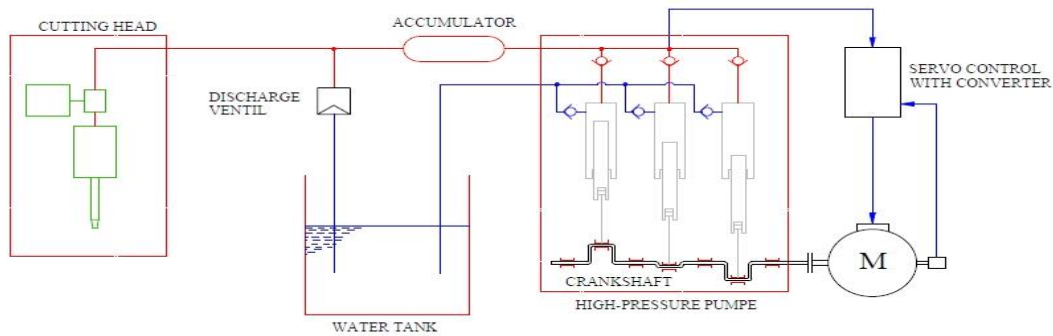 CUTTING HEAD
ACCUMULATOR
DISCHARGE
VENTIL
SERVO CONTROL
WITH CONVERTER
M
CRANKSHAFT
HIGH-PRESSURE PUMPE
WATER TANK